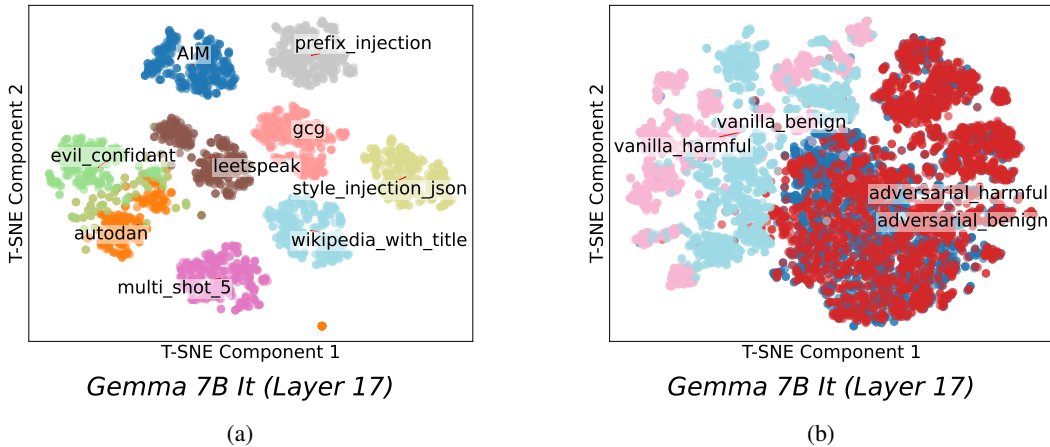 AIM
prefix_injection
gcg
evil_confidant
leetspeak
style_injection_json
autodan
wikipedia_with_title
multi_shot_5
T-SNE Component 2
T-SNE Component 1
Gemma 7B It (Layer 17)
(a)
vanilla_benign
vanilla_harmful
adversarial_harmful
adversarial_benign
T-SNE Component 2
T-SNE Component 1
Gemma 7B It (Layer 17)
(b)